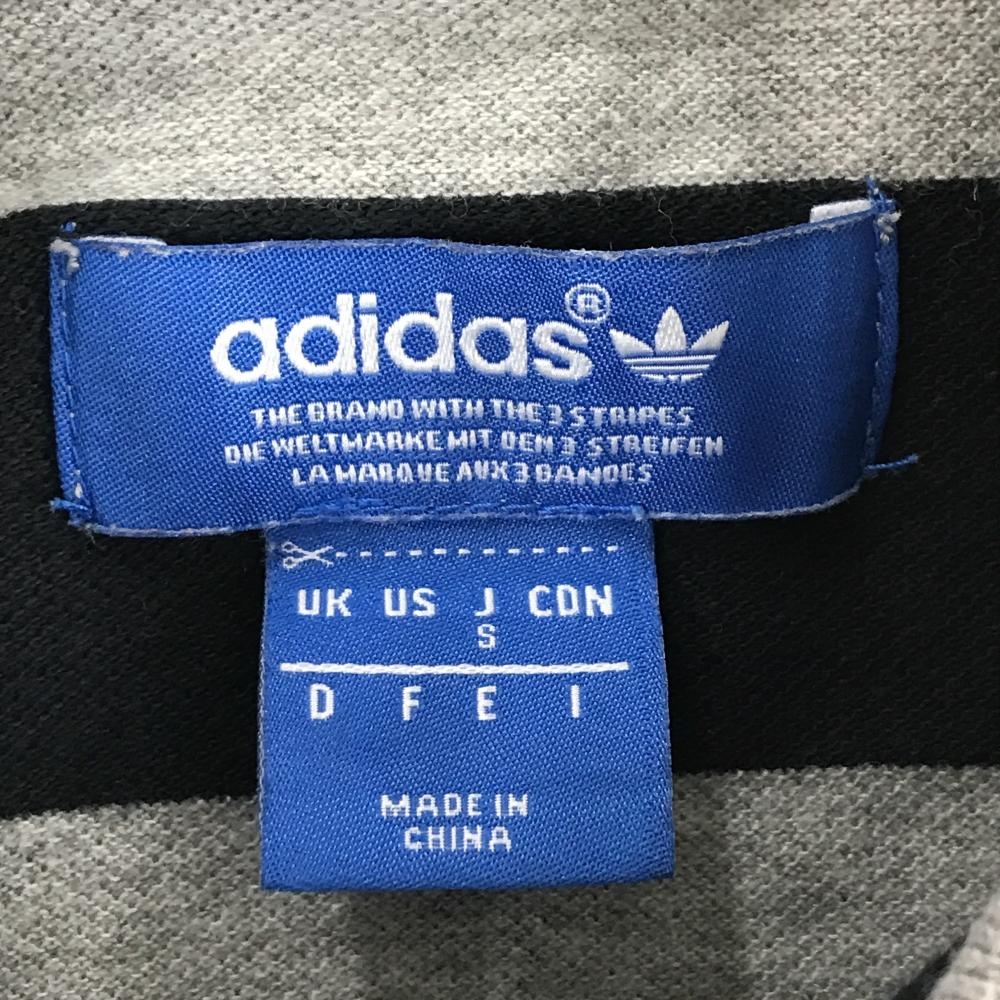 adidas®
THE BRAND WITH THE 3 STRIPES
DIE WELTMARKE MIT DEN 3 STREIFEN
LA MARQUE AUX 3 BANDES
UK US J CDN
S
D F E I
MADE IN
CHINA